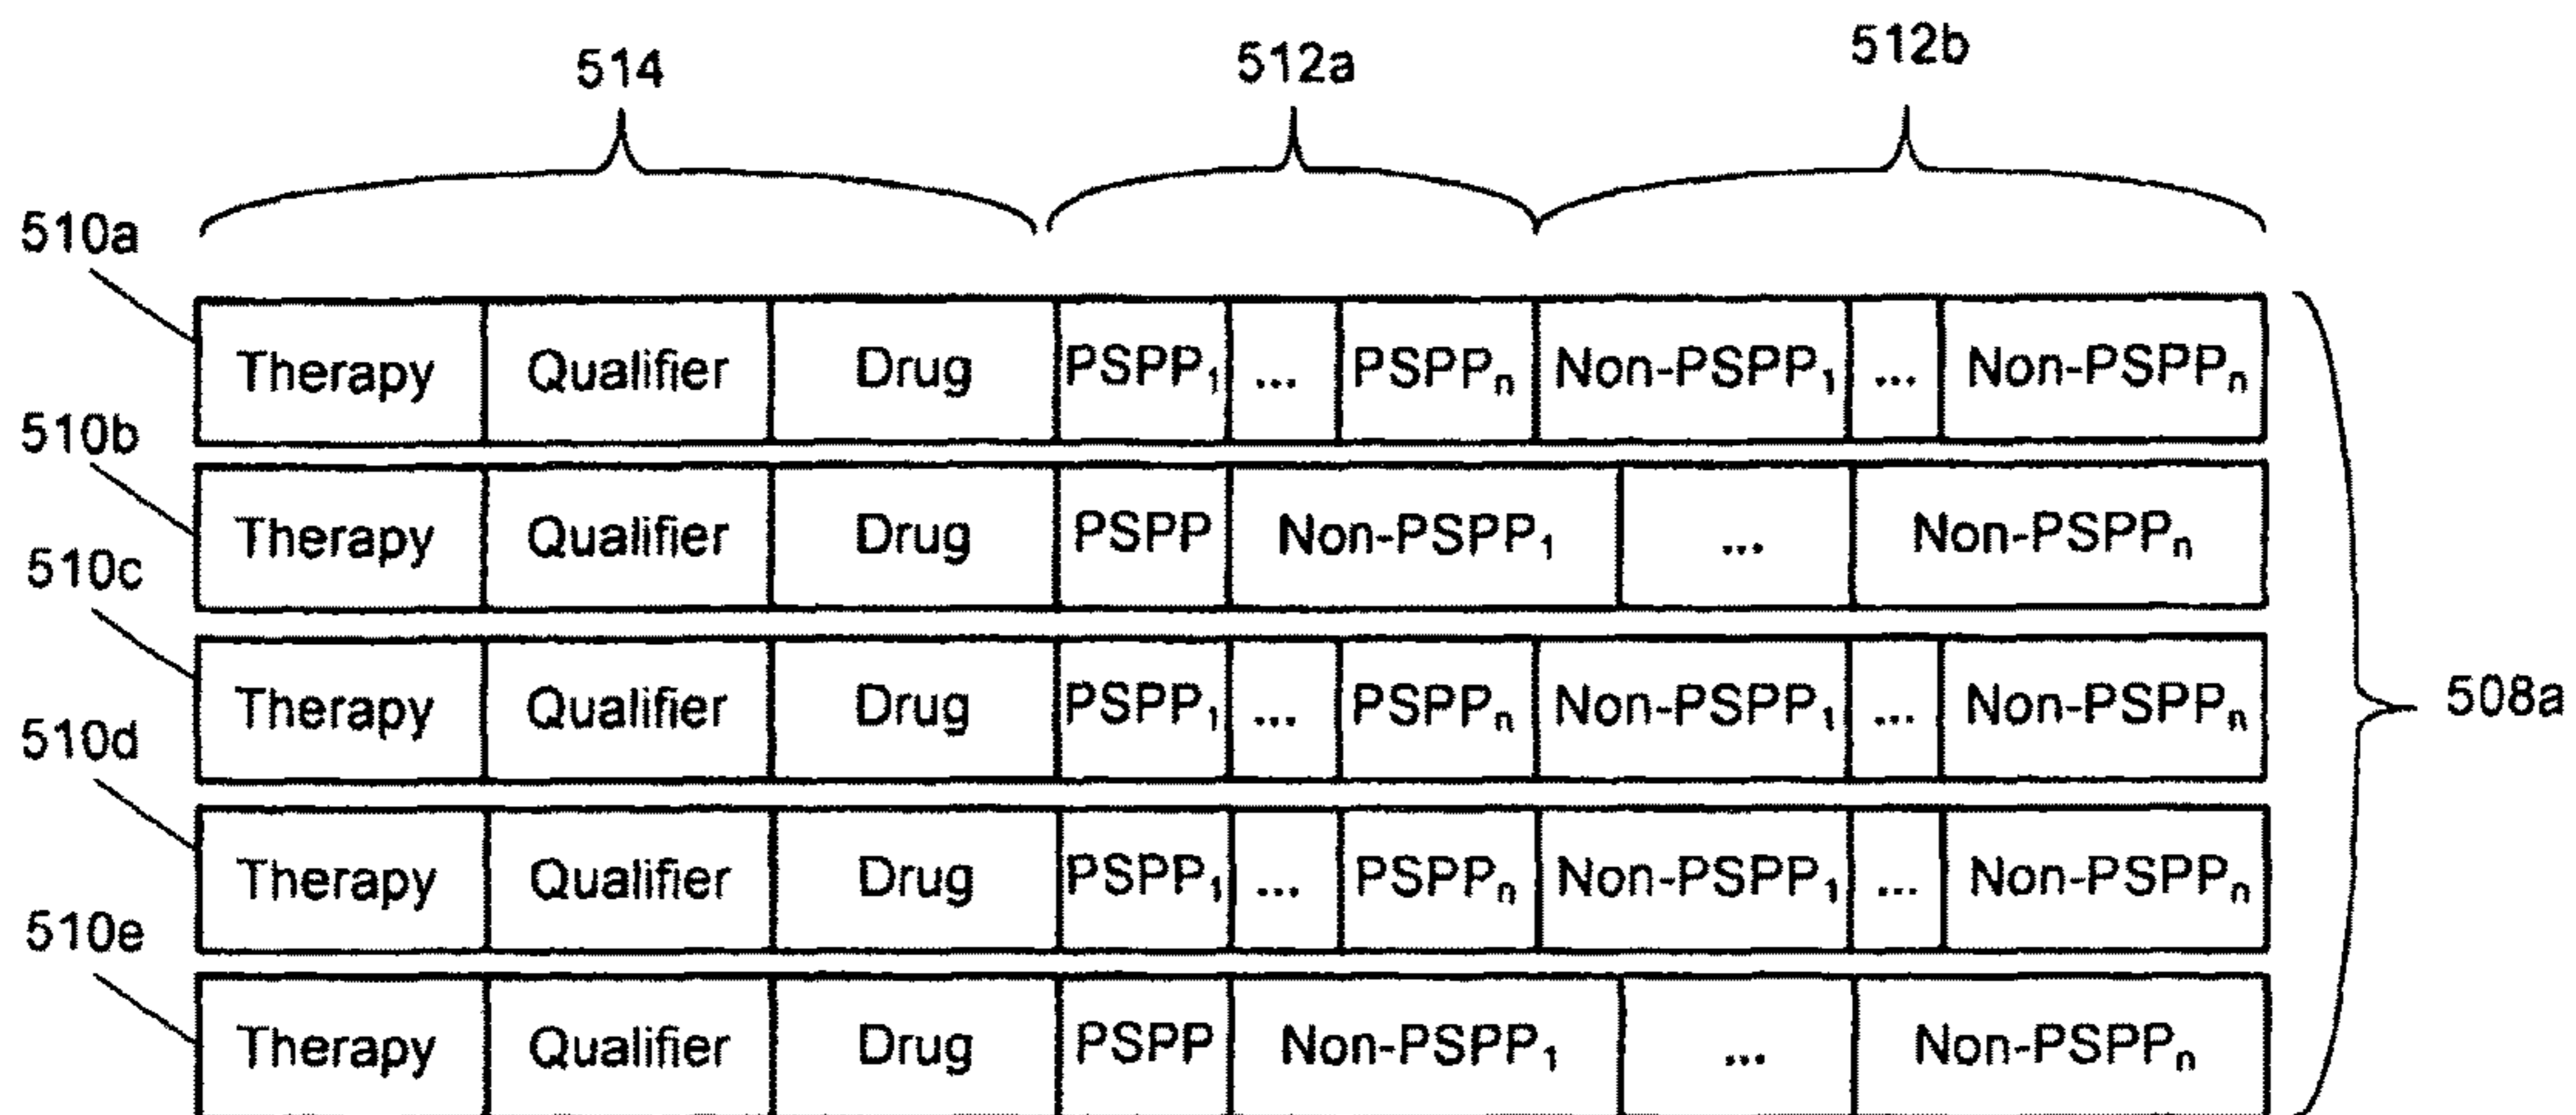 514 512a 512b
510a
Therapy Qualifier Drug PSPP₁ ... PSPPₙ Non-PSPP₁ ... Non-PSPPₙ
510b
Therapy Qualifier Drug PSPP Non-PSPP₁ ... Non-PSPPₙ
510c
Therapy Qualifier Drug PSPP₁ ... PSPPₙ Non-PSPP₁ ... Non-PSPPₙ
508a
510d
Therapy Qualifier Drug PSPP₁ ... PSPPₙ Non-PSPP₁ ... Non-PSPPₙ
510e
Therapy Qualifier Drug PSPP Non-PSPP₁ ... Non-PSPPₙ